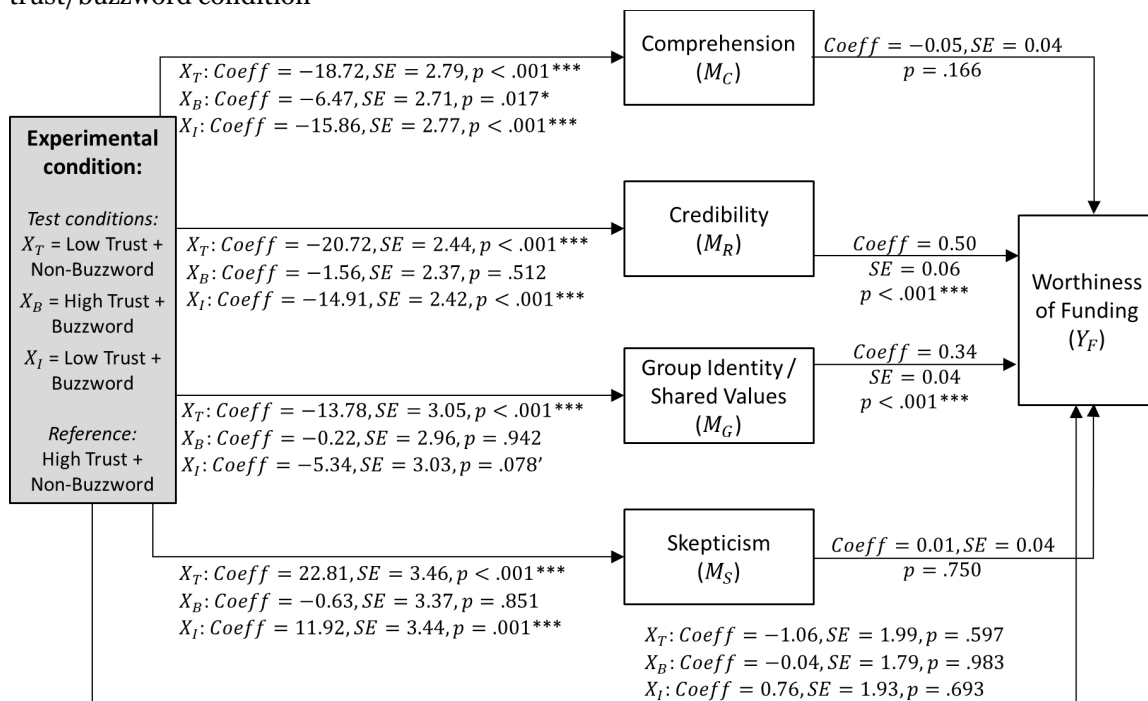 trust/buzzword condition
Comprehension
(M_C)
Coeff = −0.05, SE = 0.04
p = .166
X_T: Coeff = −18.72, SE = 2.79, p < .001***
X_B: Coeff = −6.47, SE = 2.71, p = .017*
X_I: Coeff = −15.86, SE = 2.77, p < .001***
Experimental
condition:
Test conditions:
X_T = Low Trust +
Non-Buzzword
X_B = High Trust +
Buzzword
X_I = Low Trust +
Buzzword
Reference:
High Trust +
Non-Buzzword
Credibility
(M_R)
X_T: Coeff = −20.72, SE = 2.44, p < .001***
X_B: Coeff = −1.56, SE = 2.37, p = .512
X_I: Coeff = −14.91, SE = 2.42, p < .001***
Coeff = 0.50
SE = 0.06
p < .001***
Worthiness
of Funding
(Y_F)
Group Identity /
Shared Values
(M_G)
Coeff = 0.34
SE = 0.04
p < .001***
X_T: Coeff = −13.78, SE = 3.05, p < .001***
X_B: Coeff = −0.22, SE = 2.96, p = .942
X_I: Coeff = −5.34, SE = 3.03, p = .078′
Skepticism
(M_S)
Coeff = 0.01, SE = 0.04
p = .750
X_T: Coeff = 22.81, SE = 3.46, p < .001***
X_B: Coeff = −0.63, SE = 3.37, p = .851
X_I: Coeff = 11.92, SE = 3.44, p = .001***
X_T: Coeff = −1.06, SE = 1.99, p = .597
X_B: Coeff = −0.04, SE = 1.79, p = .983
X_I: Coeff = 0.76, SE = 1.93, p = .693